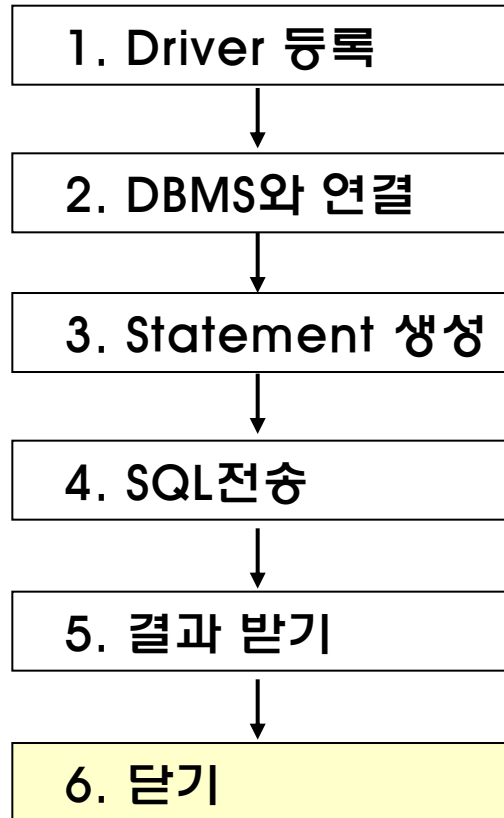 1. Driver 등록
2. DBMS와 연결
3. Statement 생성
4. SQL전송
5. 결과 받기
6. 닫기